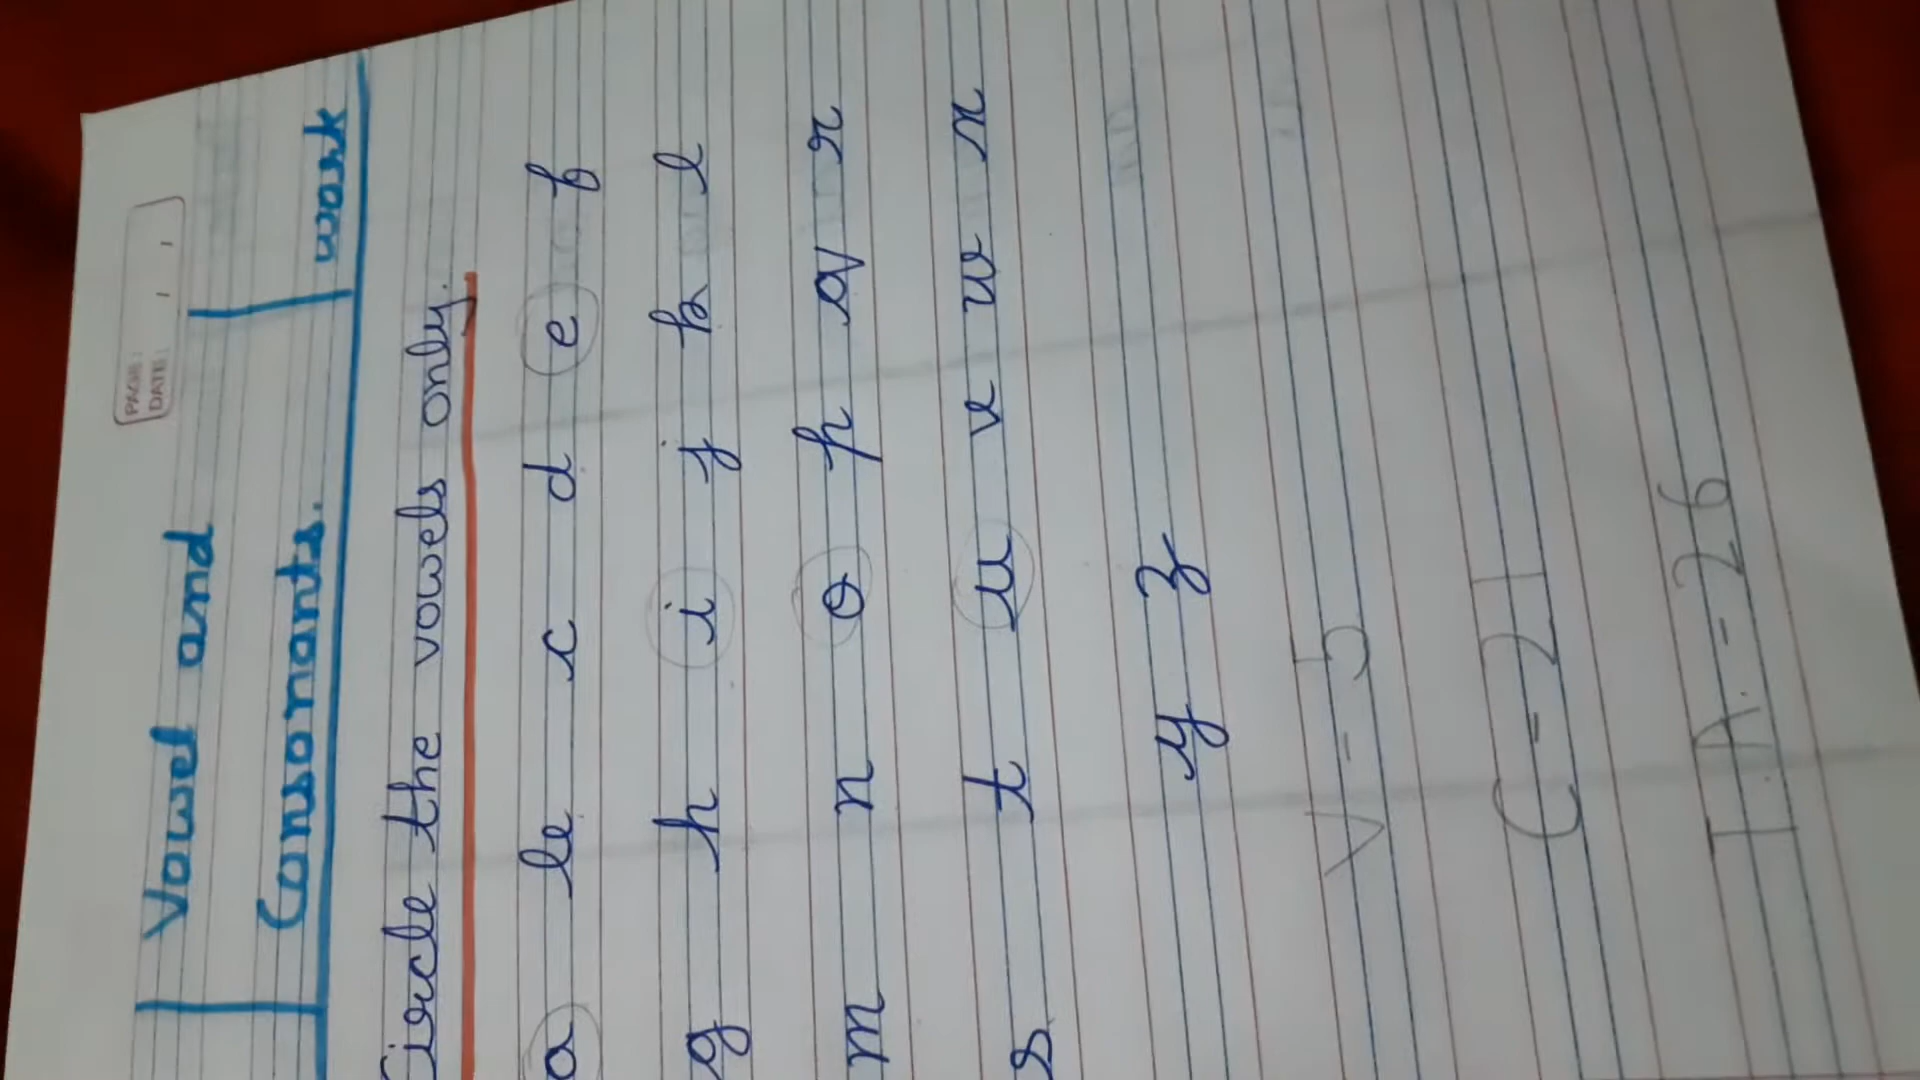 PAGE:
DATE: / /
Vowel and
Consonants. work
Circle the vowels only.
a b c d e f
g h i j k l
m n o p q r
s t u v w x
y z
V - 5
C - 21
T.A. - 26